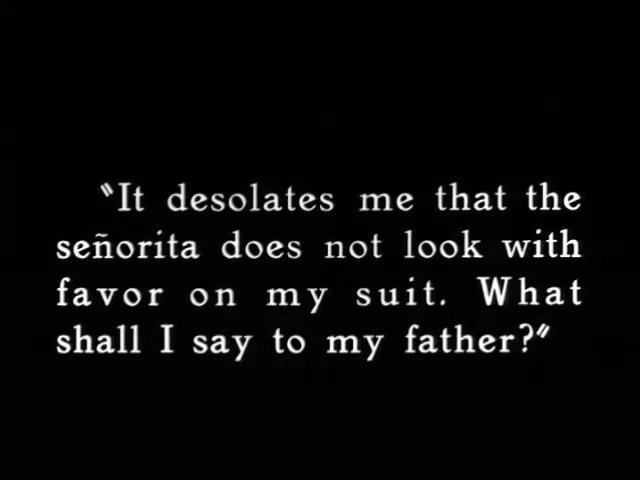 "It desolates me that the
señorita does not look with
favor on my suit. What
shall I say to my father?"